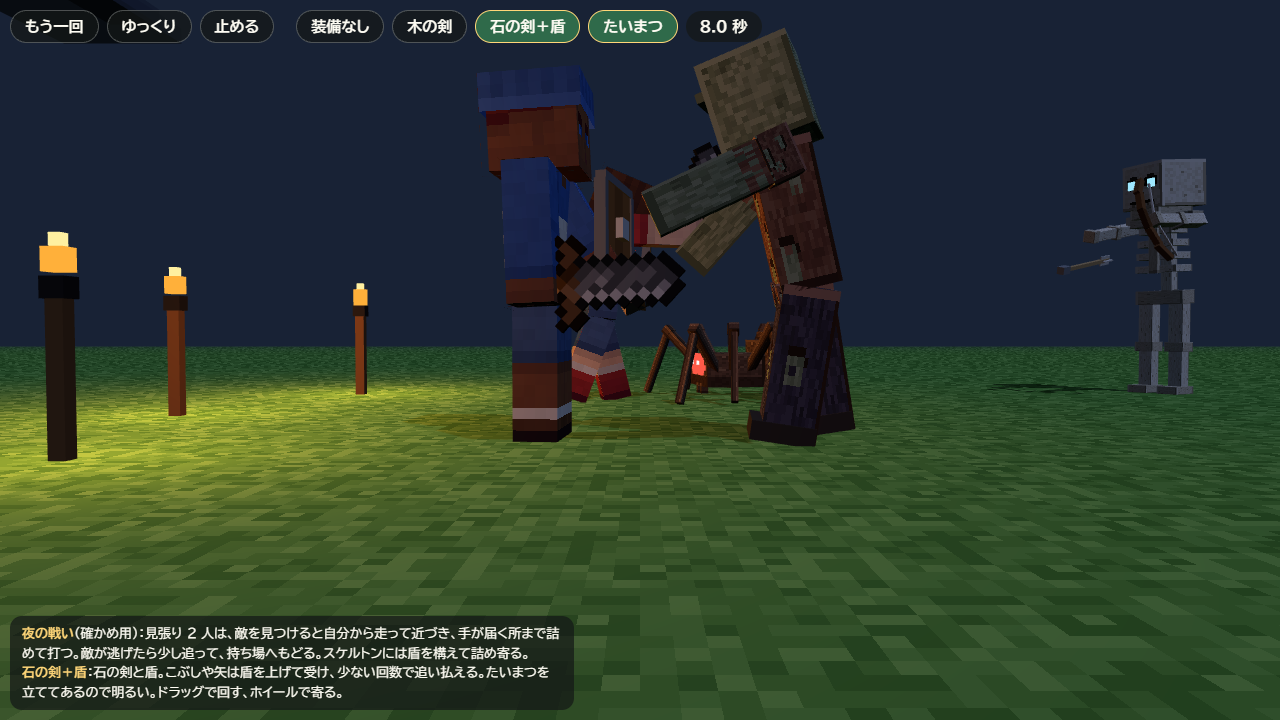 もう一回 ゆっくり 止める 装備なし 木の剣 石の剣＋盾 たいまつ 8.0 秒
夜の戦い(確かめ用)：見張り 2 人は、敵を見つけると自分から走って近づき、手が届く所まで詰
めて打つ。敵が逃げたら少し追って、持ち場へもどる。スケルトンには盾を構えて詰め寄る。
石の剣＋盾：石の剣と盾。こぶしや矢は盾を上げて受け、少ない回数で追い払える。たいまつを
立ててあるので明るい。ドラッグで回す、ホイールで寄る。